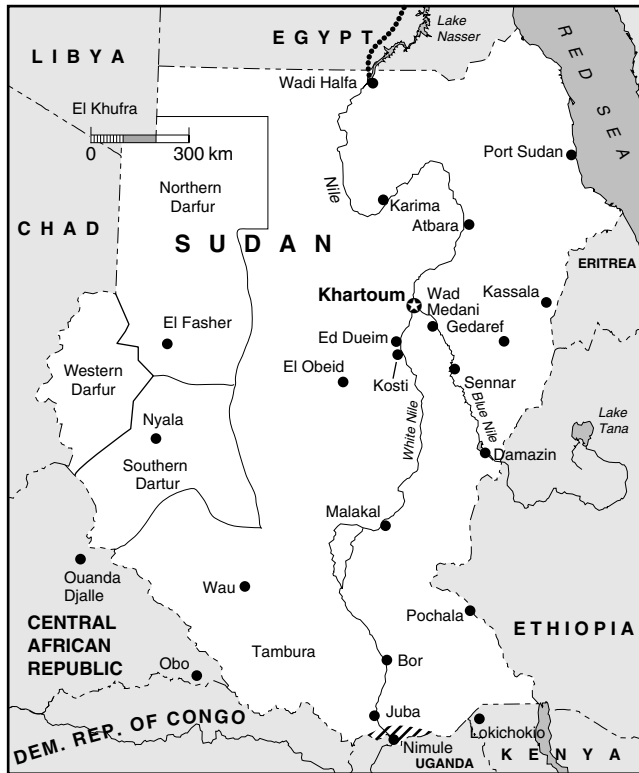 Lake
Nasser
EGYPT
LIBYA
RED SEA
Wadi Halfa
El Khufra
0 300 km
Port Sudan
Northern
Darfur
Nile
Karima
CHAD
Atbara
SUDAN
ERITREA
Khartoum
Wad
Medani
Kassala
Gedaref
El Fasher
Ed Dueim
El Obeid
Western
Darfur
Kosti
Sennar
White Nile
Blue Nile
Lake
Tana
Nyala
Southern
Dartur
Damazin
Malakal
Ouanda
Djalle
Wau
Pochala
CENTRAL
AFRICAN
REPUBLIC
ETHIOPIA
Tambura
Obo
Bor
Juba
DEM. REP. OF CONGO
Lokichokio
Nimule
UGANDA
KENYA